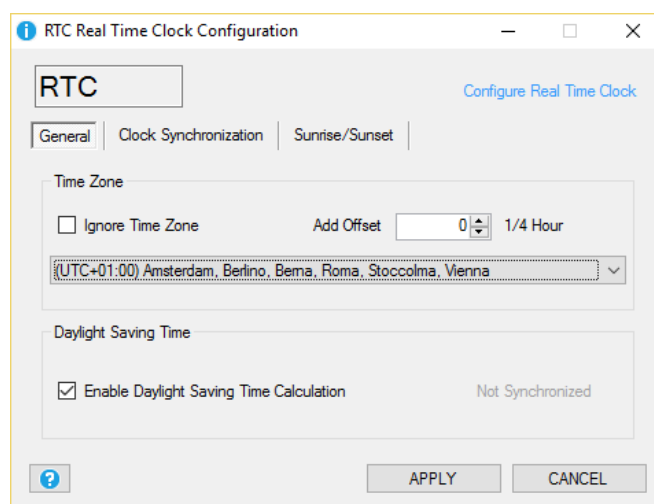 RTC Real Time Clock Configuration
RTC
Configure Real Time Clock
General Clock Synchronization Sunrise/Sunset
Time Zone
Ignore Time Zone Add Offset 0 1/4 Hour
(UTC+01:00) Amsterdam, Berlino, Berna, Roma, Stoccolma, Vienna
Daylight Saving Time
Enable Daylight Saving Time Calculation Not Synchronized
APPLY CANCEL